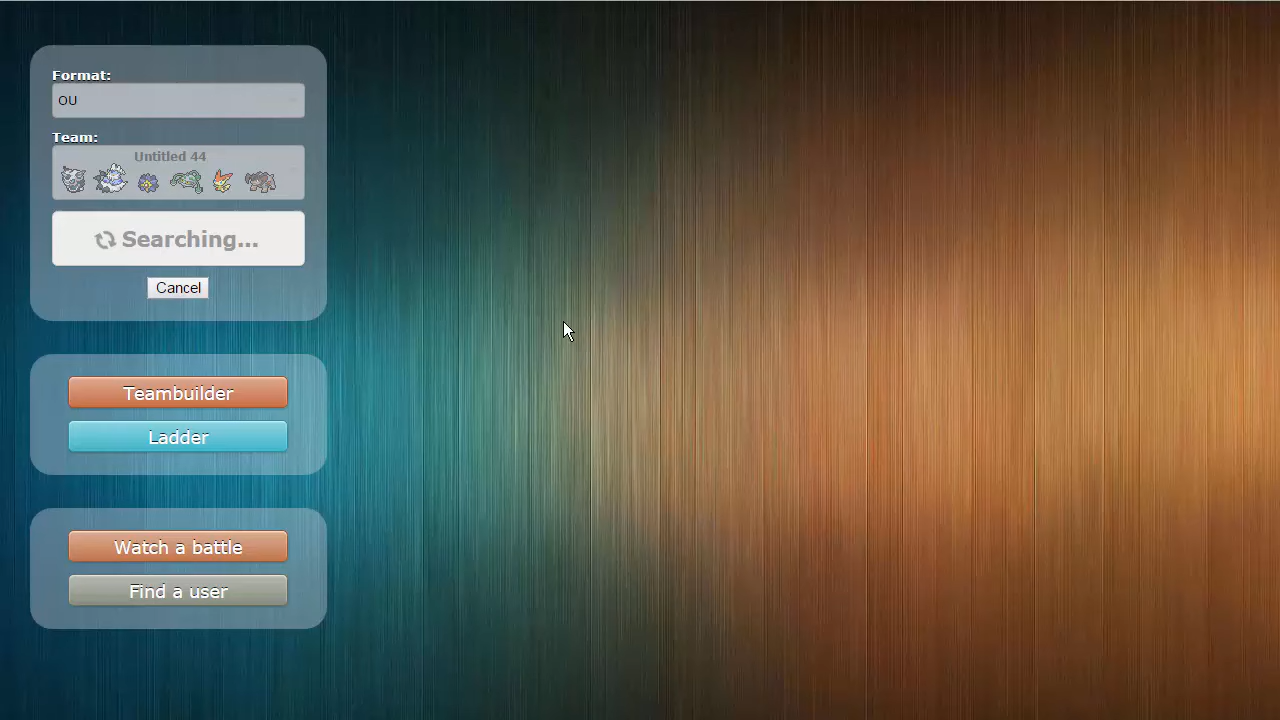 Format:
OU
Team:
Untitled 44
Searching...
Cancel
Teambuilder
Ladder
Watch a battle
Find a user